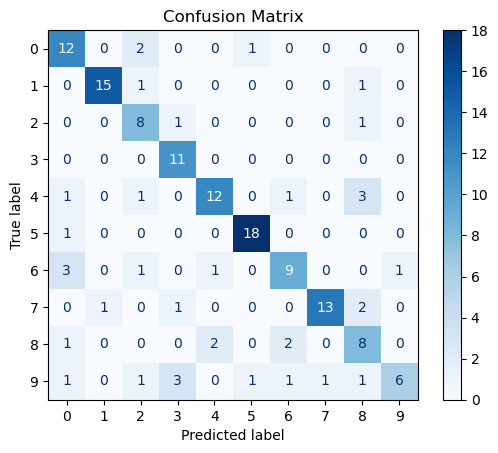 Confusion Matrix
0 12 0 2 0 0 1 0 0 0 0
1 0 15 1 0 0 0 0 0 1 0
2 0 0 8 1 0 0 0 0 1 0
3 0 0 0 11 0 0 0 0 0 0
4 1 0 1 0 12 0 1 0 3 0
5 1 0 0 0 0 18 0 0 0 0
6 3 0 1 0 1 0 9 0 0 1
7 0 1 0 1 0 0 0 13 2 0
8 1 0 0 0 2 0 2 0 8 0
9 1 0 1 3 0 1 1 1 1 6
0 1 2 3 4 5 6 7 8 9
Predicted label
True label
18
16
14
12
10
8
6
4
2
0